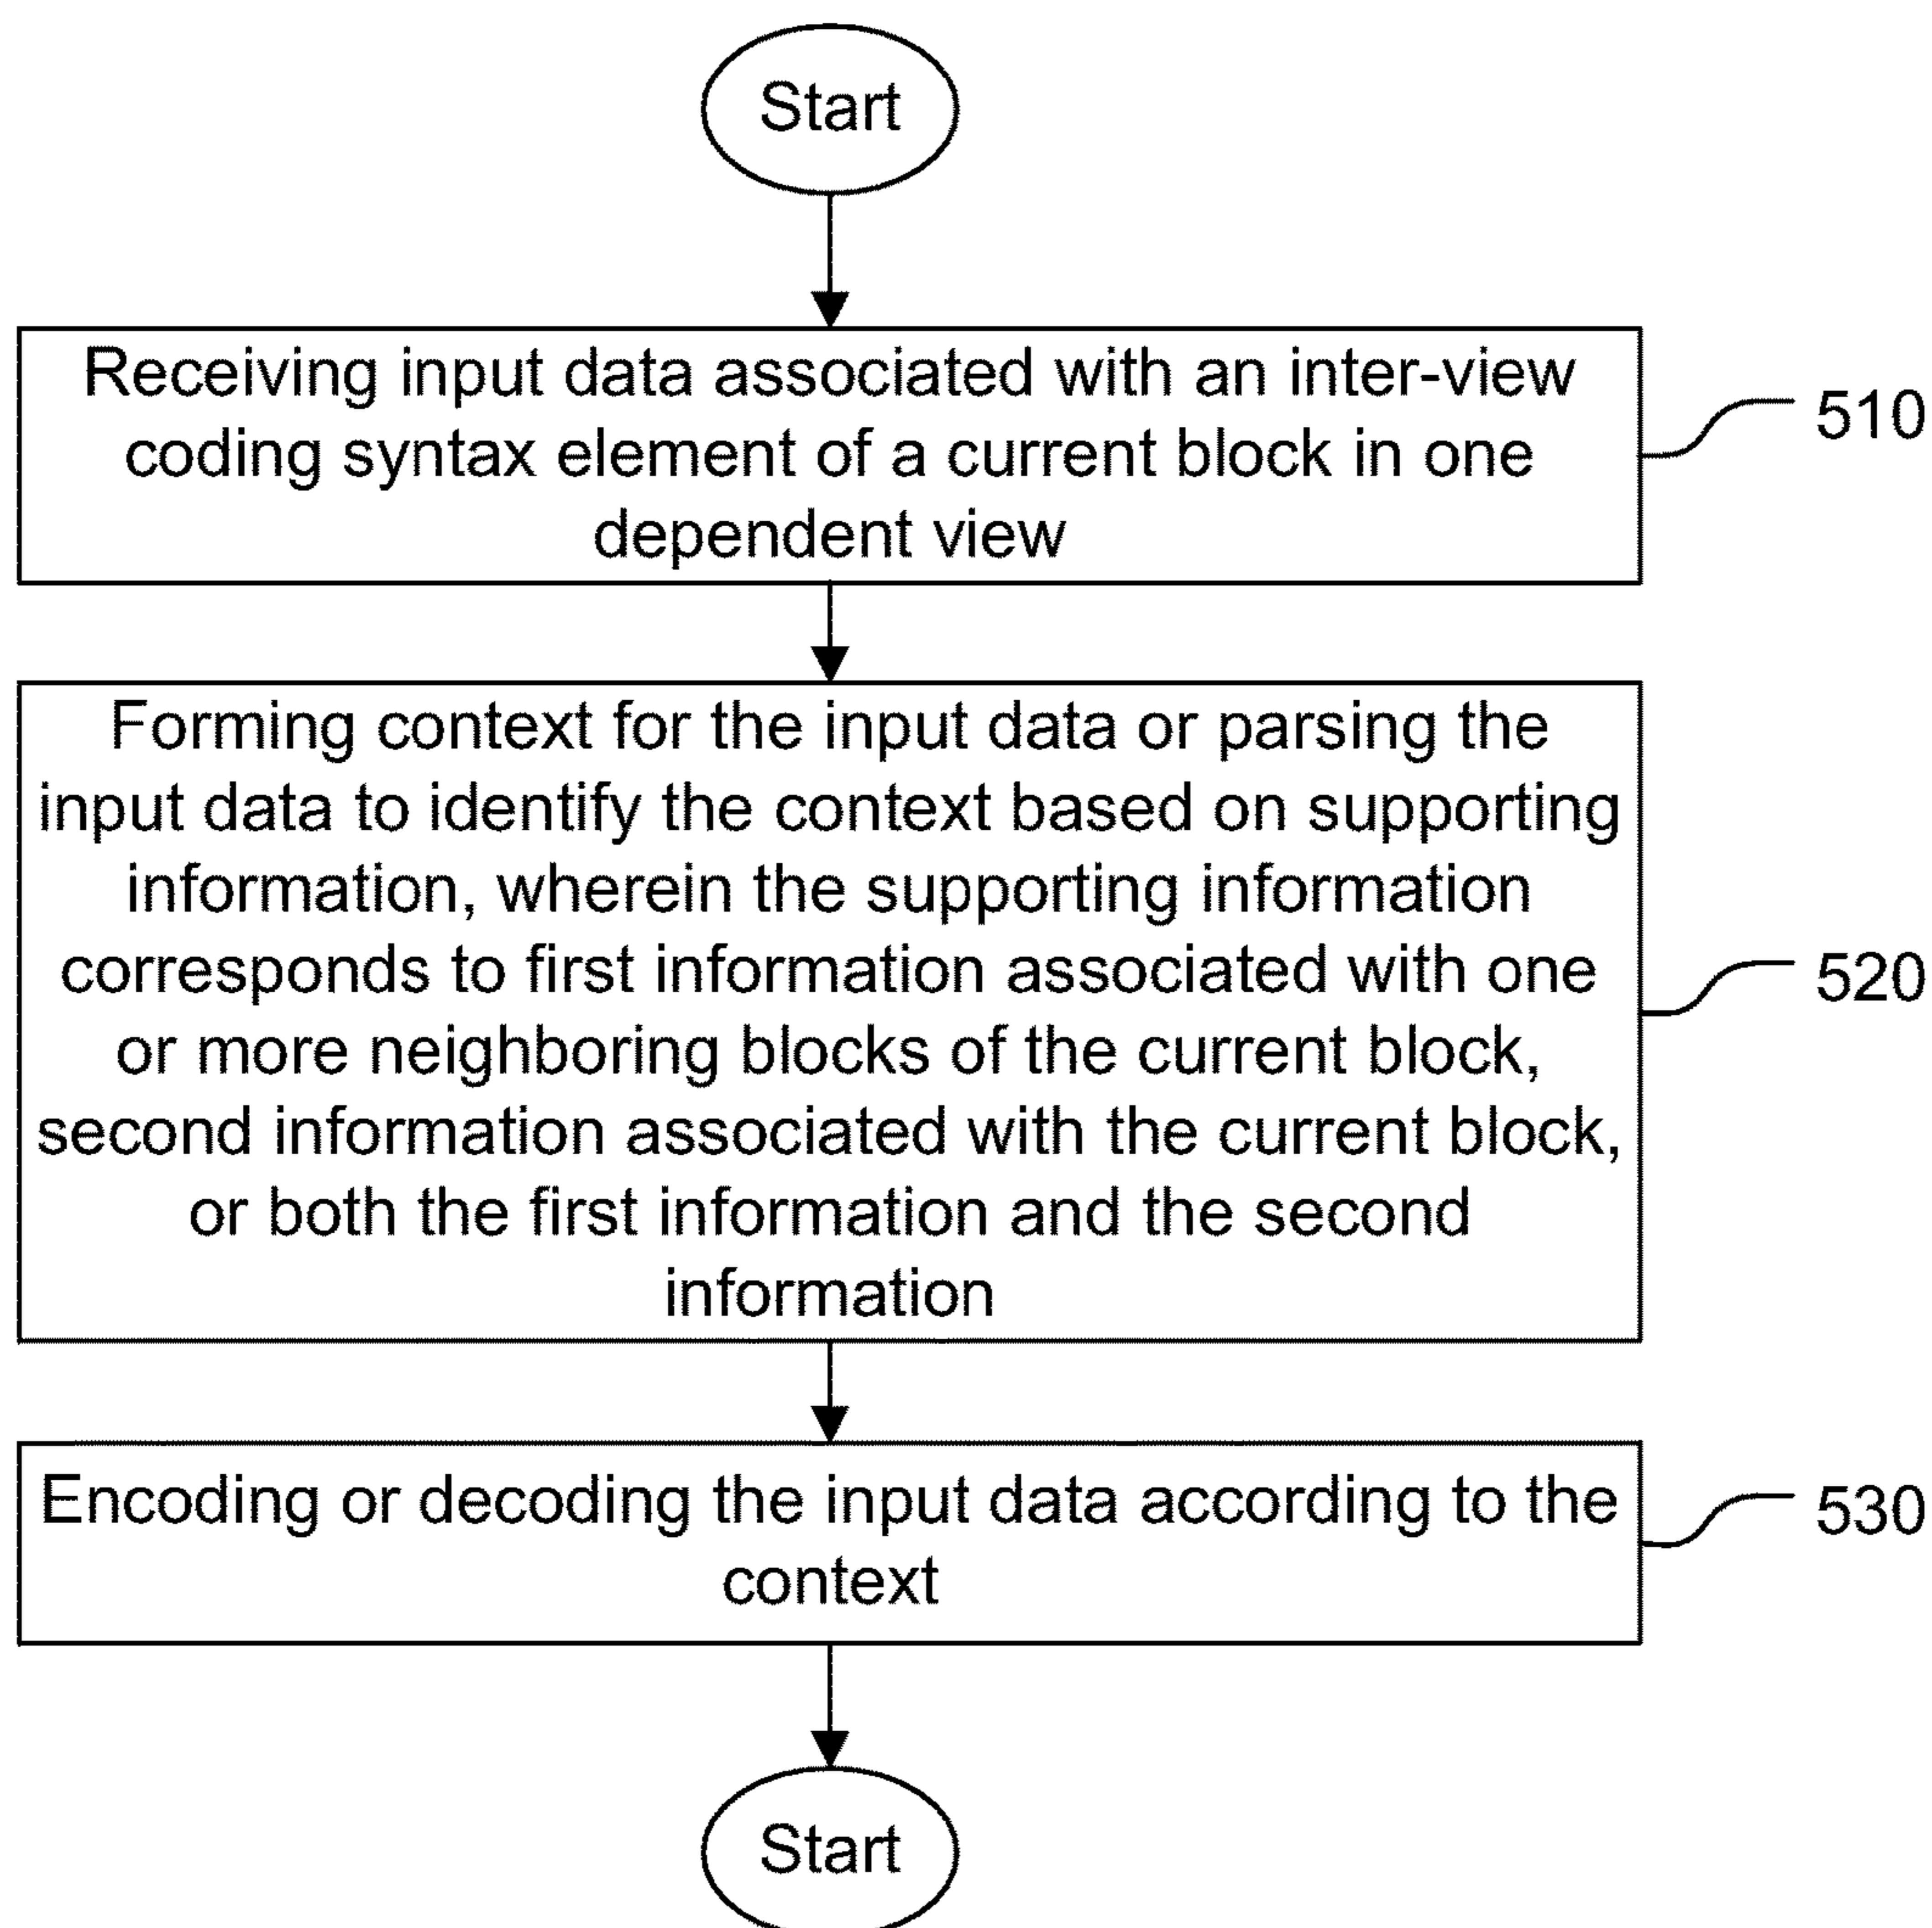 Start
Receiving input data associated with an inter-view
coding syntax element of a current block in one
dependent view
510
Forming context for the input data or parsing the
input data to identify the context based on supporting
information, wherein the supporting information
corresponds to first information associated with one
or more neighboring blocks of the current block,
second information associated with the current block,
or both the first information and the second
information
520
Encoding or decoding the input data according to the
context
530
Start